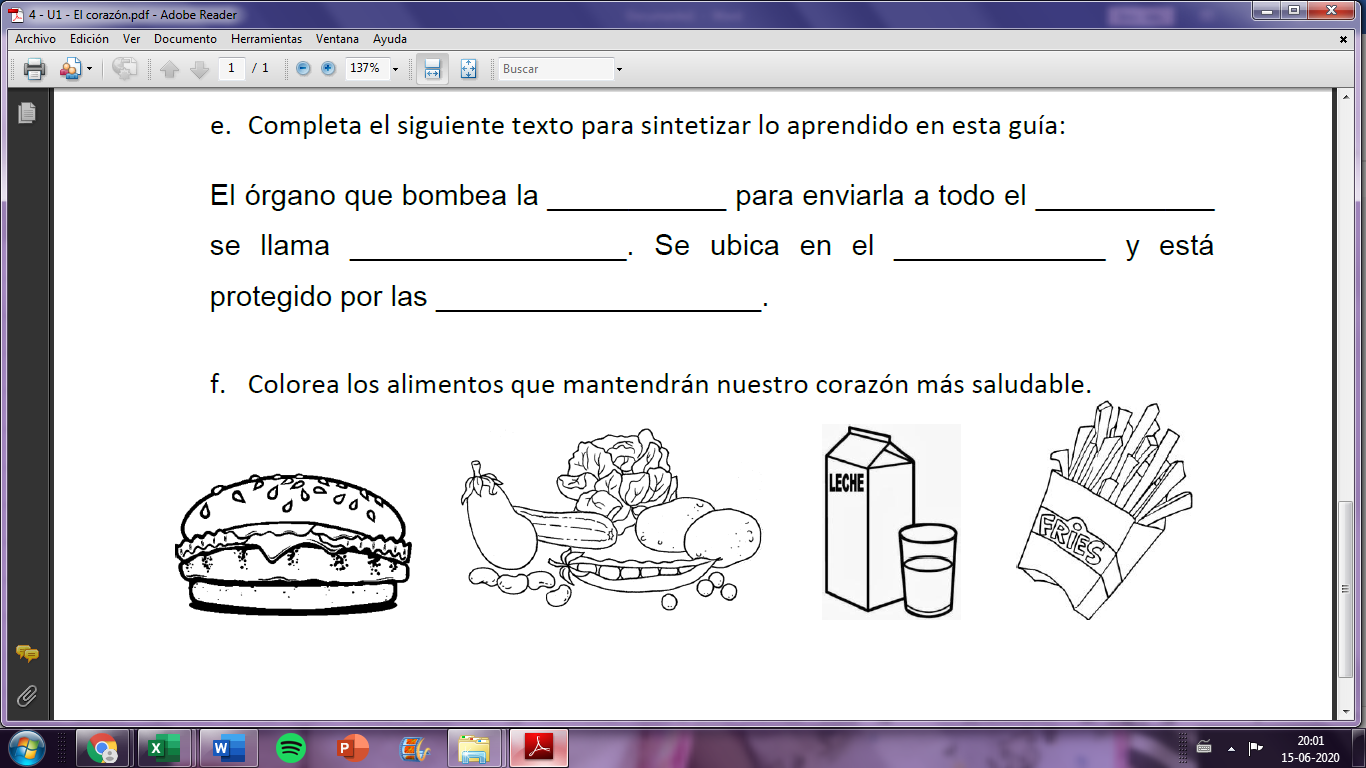 4 - U1 - El corazón.pdf - Adobe Reader
Archivo Edición Ver Documento Herramientas Ventana Ayuda
1 / 1 137% Buscar
e. Completa el siguiente texto para sintetizar lo aprendido en esta guía:
El órgano que bombea la ___________ para enviarla a todo el ___________
se llama _________________. Se ubica en el _____________ y está
protegido por las ____________________.
f. Colorea los alimentos que mantendrán nuestro corazón más saludable.
LECHE
FRIES
20:01
15-06-2020